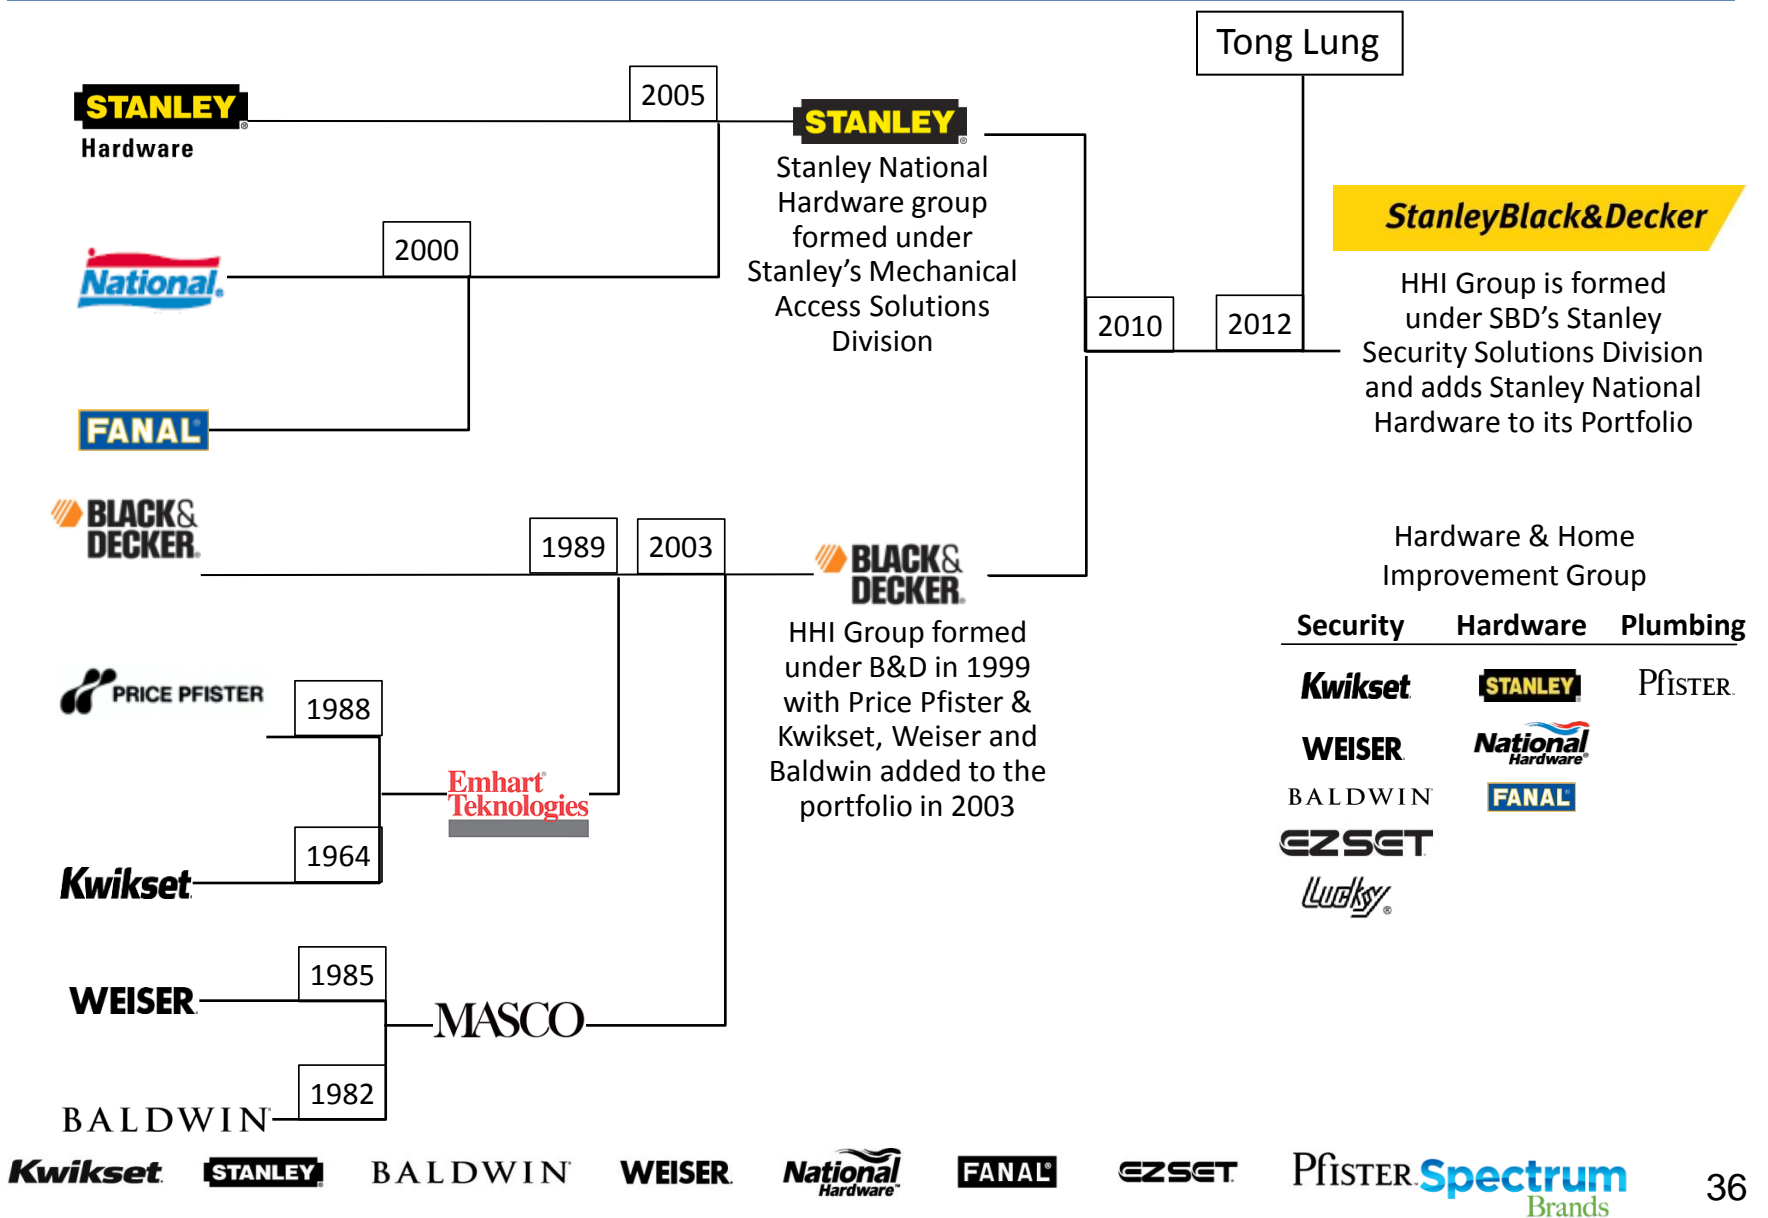 Tong Lung
2005
STANLEY®
Hardware
STANLEY®
Stanley National
Hardware group
formed under
Stanley’s Mechanical
Access Solutions
Division
2000
National®
FANAL®
StanleyBlack&Decker
HHI Group is formed
under SBD’s Stanley
Security Solutions Division
and adds Stanley National
Hardware to its Portfolio
2010
2012
BLACK&
DECKER®
1989
2003
BLACK&
DECKER®
HHI Group formed
under B&D in 1999
with Price Pfister &
Kwikset, Weiser and
Baldwin added to the
portfolio in 2003
PRICE PFISTER
1988
Emhart®
Teknologies
1964
Kwikset
1985
WEISER
MASCO
1982
BALDWIN
Hardware & Home
Improvement Group
Security Hardware Plumbing
Kwikset STANLEY® PfISTER
WEISER National Hardware®
BALDWIN FANAL®
EZSET
Lucky®
Kwikset STANLEY BALDWIN WEISER National Hardware™ FANAL® EZSET PfISTER Spectrum Brands 36